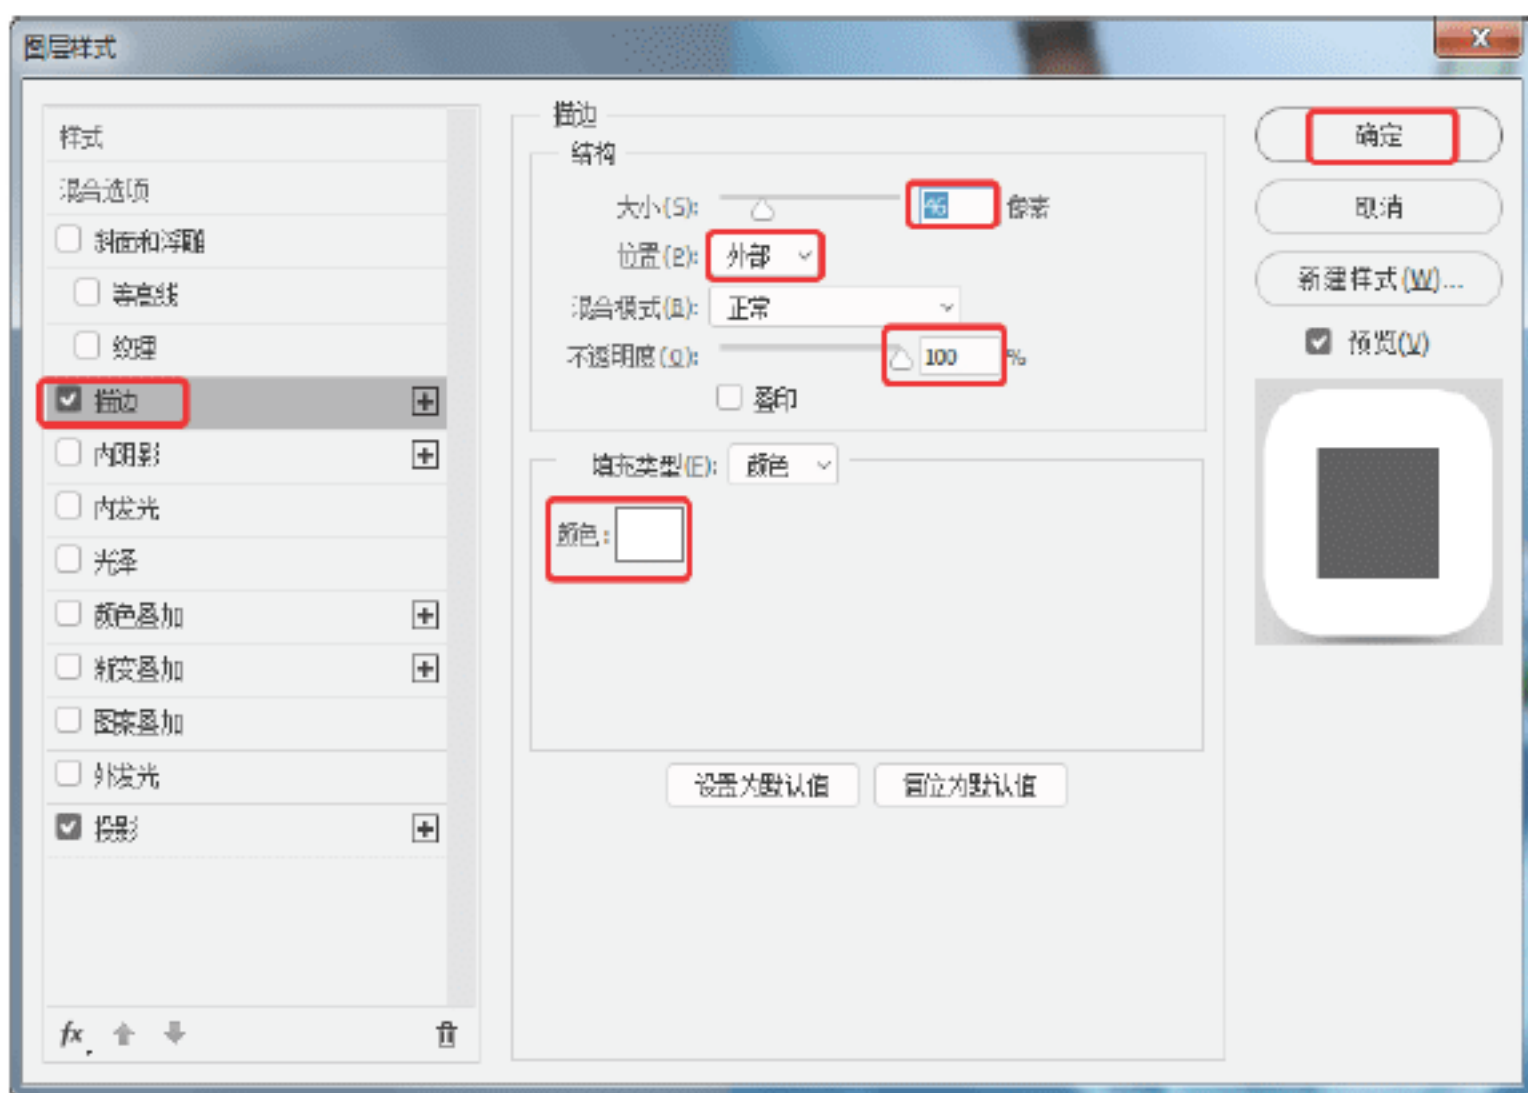 图层样式
x
样式
混合选项
斜面和浮雕
等高线
纹理
描边
内阴影
内发光
光泽
颜色叠加
渐变叠加
图案叠加
外发光
投影
fx
描边
结构
大小(S): 46 像素
位置(P): 外部
混合模式(B): 正常
不透明度(O): 100 %
叠印
填充类型(F): 颜色
颜色:
设置为默认值 复位为默认值
确定
取消
新建样式(W)...
预览(V)